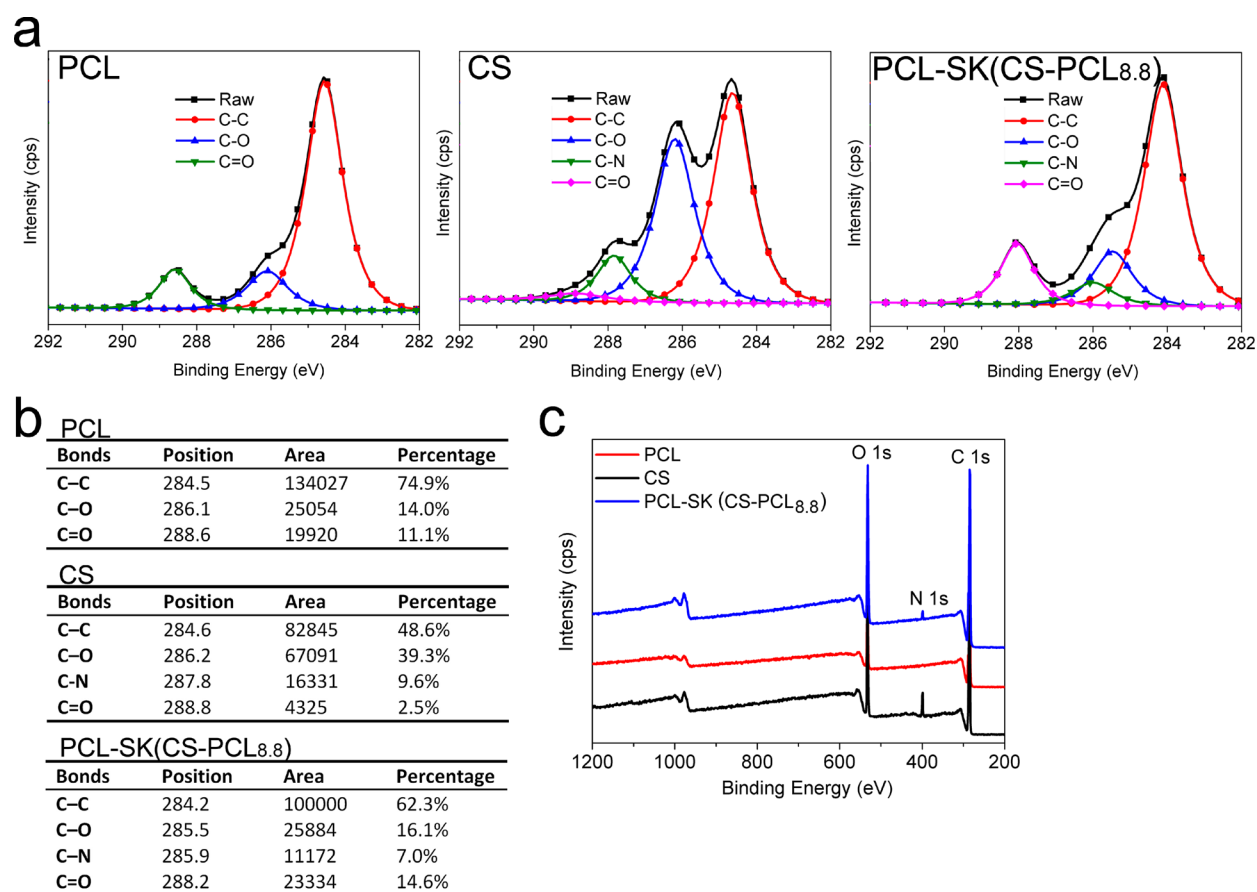 a
PCL
Raw
C-C
C-O
C=O
Intensity (cps)
292 290 288 286 284 282
Binding Energy (eV)
CS
Raw
C-C
C-O
C-N
C=O
Intensity (cps)
292 290 288 286 284 282
Binding Energy (eV)
PCL-SK(CS-PCL8.8)
Raw
C-C
C-O
C-N
C=O
Intensity (cps)
292 290 288 286 284 282
Binding Energy (eV)
b
PCL
Bonds Position Area Percentage
C–C 284.5 134027 74.9%
C–O 286.1 25054 14.0%
C=O 288.6 19920 11.1%
CS
Bonds Position Area Percentage
C–C 284.6 82845 48.6%
C–O 286.2 67091 39.3%
C-N 287.8 16331 9.6%
C=O 288.8 4325 2.5%
PCL-SK(CS-PCL8.8)
Bonds Position Area Percentage
C–C 284.2 100000 62.3%
C–O 285.5 25884 16.1%
C–N 285.9 11172 7.0%
C=O 288.2 23334 14.6%
c
PCL
CS
PCL-SK (CS-PCL8.8)
O 1s
C 1s
N 1s
Intensity (cps)
1200 1000 800 600 400 200
Binding Energy (eV)